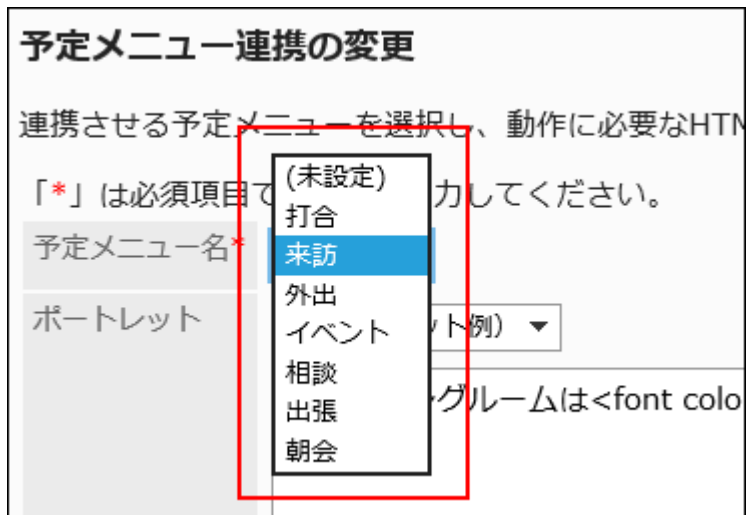 予定メニュー連携の変更
連携させる予定メニューを選択し、動作に必要なHTM
「*」は必須項目で 力してください。
予定メニュー名*
(未設定)
打合
来訪
外出
イベント
相談
出張
朝会
ポートレット
ット例) ▼
グルームは<font colo